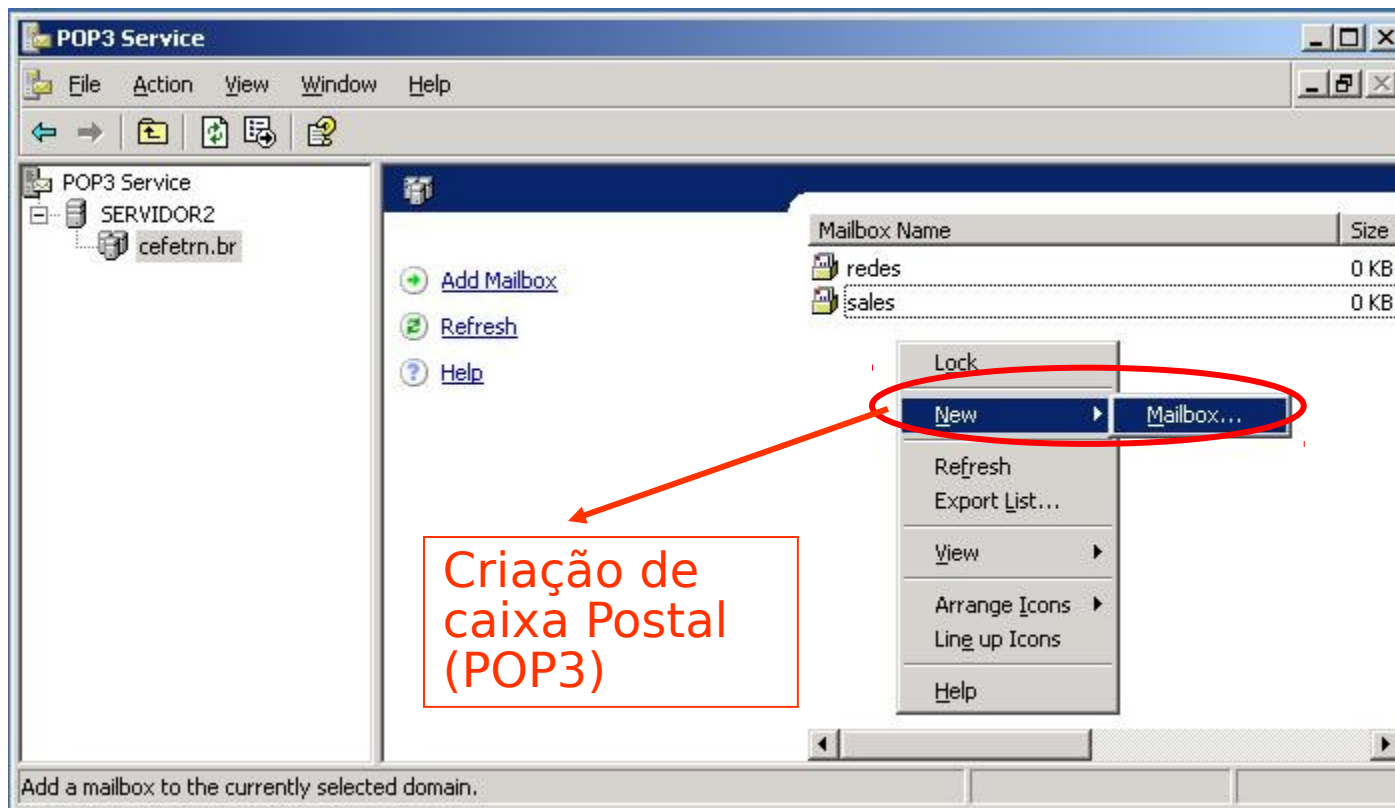 POP3 Service
File Action View Window Help
POP3 Service
SERVIDOR2
cefetrn.br
Add Mailbox
Refresh
Help
Mailbox Name Size
redes 0 KB
sales 0 KB
Lock
New Mailbox...
Refresh
Export List...
View
Arrange Icons
Line up Icons
Help
Criação de
caixa Postal
(POP3)
Add a mailbox to the currently selected domain.